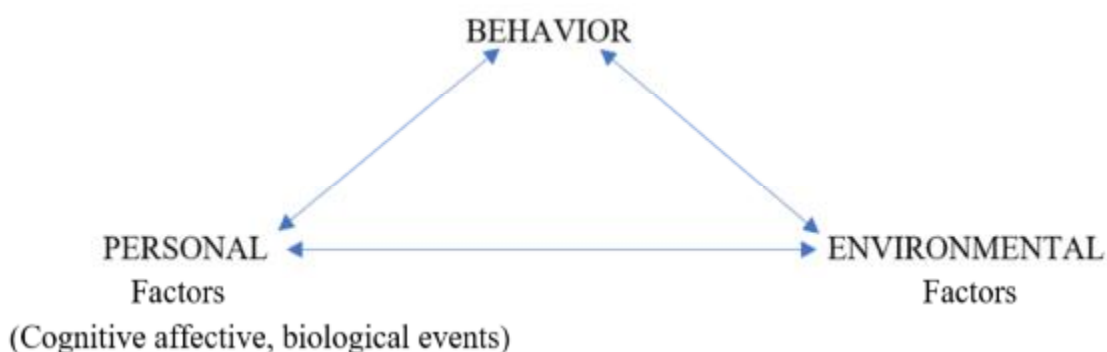 BEHAVIOR
PERSONAL
Factors
(Cognitive affective, biological events)
ENVIRONMENTAL
Factors